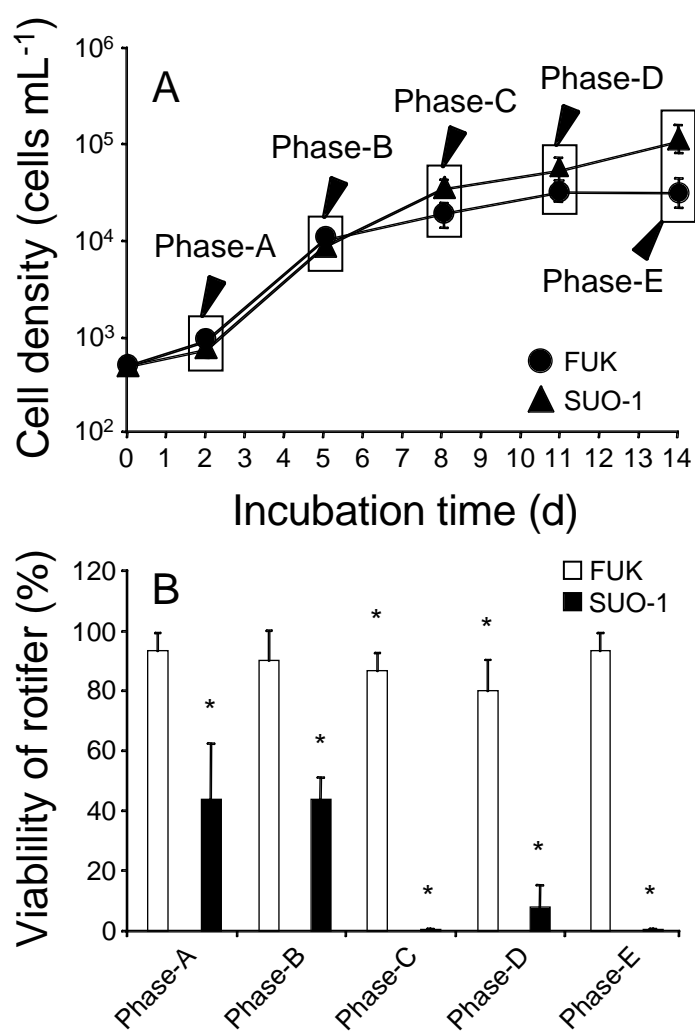 A
Cell density (cells mL-1)
10^6
10^5
10^4
10^3
10^2
Phase-A
Phase-B
Phase-C
Phase-D
Phase-E
FUK
SUO-1
0 1 2 3 4 5 6 7 8 9 10 11 12 13 14
Incubation time (d)
B
Viablility of rotifer (%)
120
100
80
60
40
20
0
FUK
SUO-1
* *
* *
* * *
Phase-A
Phase-B
Phase-C
Phase-D
Phase-E